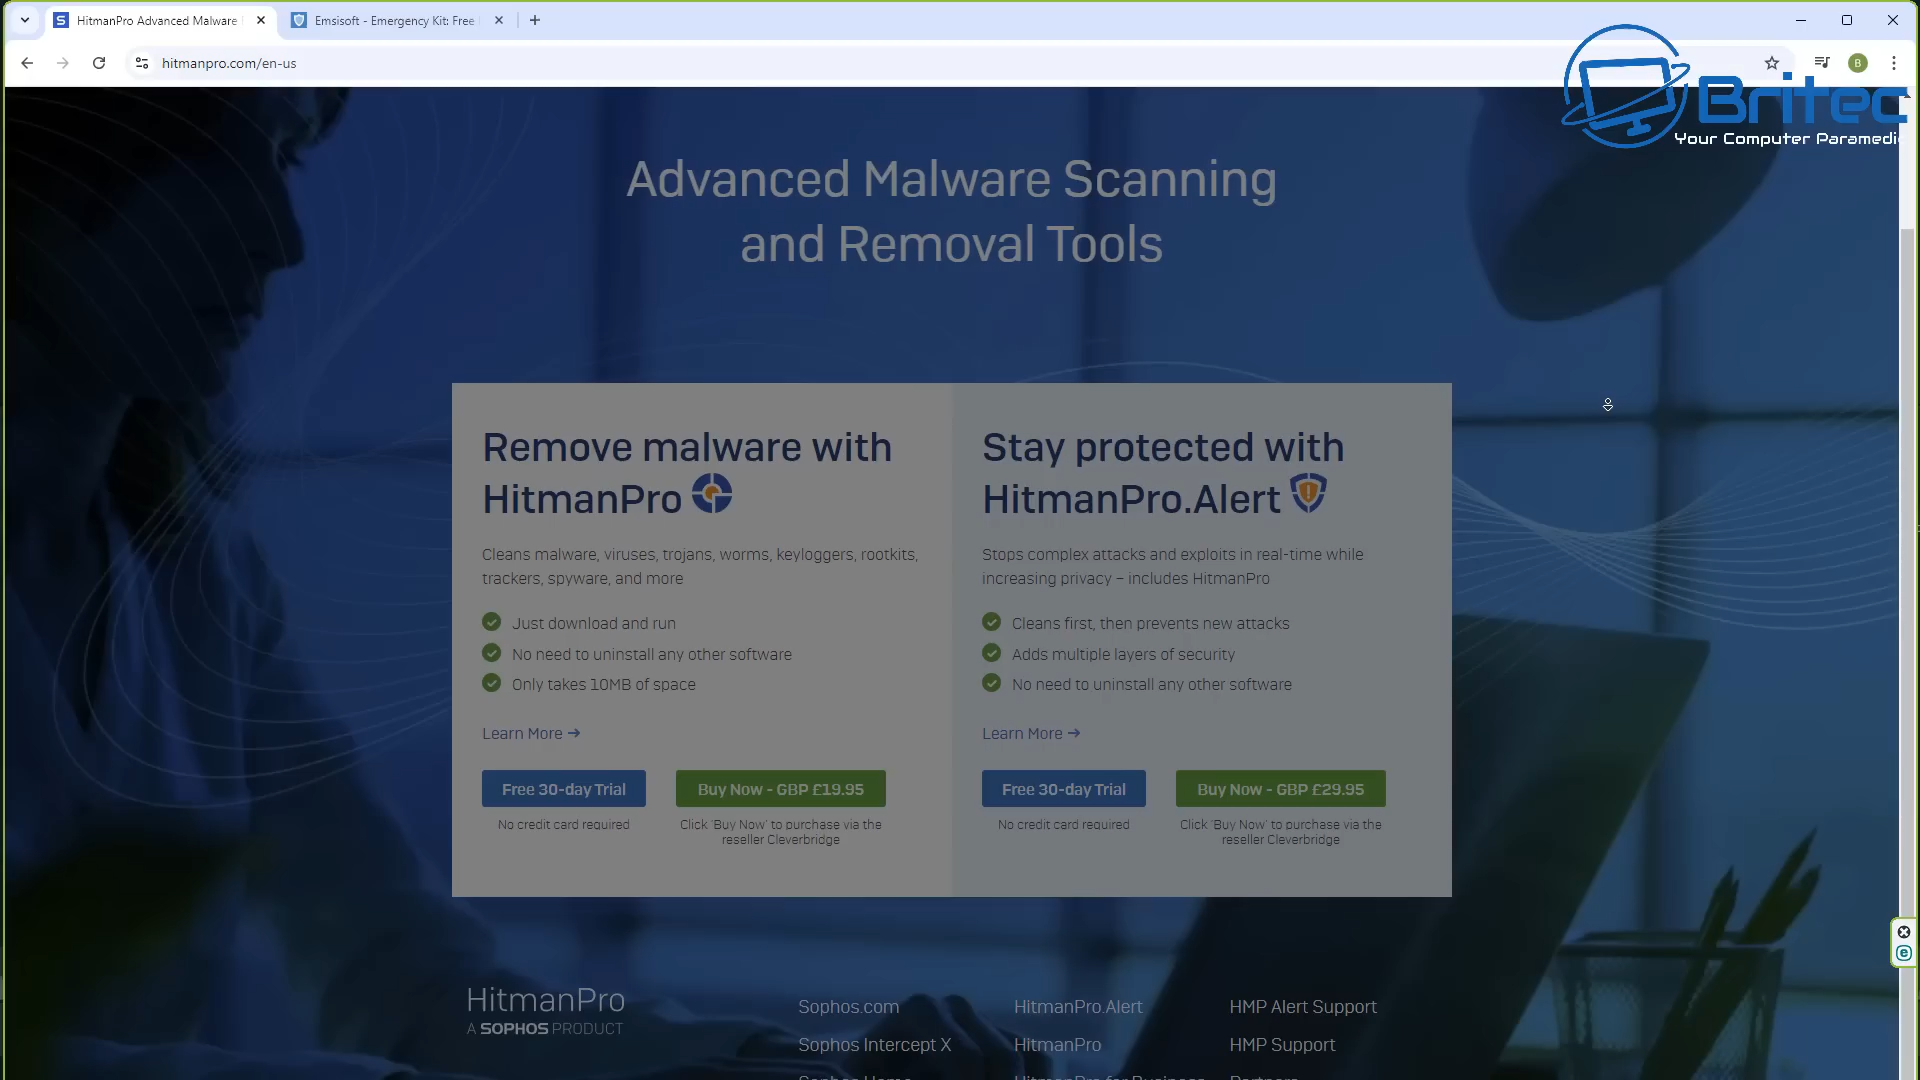 HitmanPro Advanced Malware
Emsisoft - Emergency Kit: Free
hitmanpro.com/en-us
B
Britec
Your Computer Paramedic
Advanced Malware Scanning
and Removal Tools
Remove malware with
HitmanPro
Cleans malware, viruses, trojans, worms, keyloggers, rootkits,
trackers, spyware, and more
Just download and run
No need to uninstall any other software
Only takes 10MB of space
Learn More →
Free 30-day Trial
Buy Now - GBP £19.95
No credit card required
Click 'Buy Now' to purchase via the
reseller Cleverbridge
Stay protected with
HitmanPro.Alert
Stops complex attacks and exploits in real-time while
increasing privacy – includes HitmanPro
Cleans first, then prevents new attacks
Adds multiple layers of security
No need to uninstall any other software
Learn More →
Free 30-day Trial
Buy Now - GBP £29.95
No credit card required
Click 'Buy Now' to purchase via the
reseller Cleverbridge
HitmanPro
A SOPHOS PRODUCT
Sophos.com
Sophos Intercept X
Sophos Home
HitmanPro.Alert
HitmanPro
HitmanPro for Business
HMP Alert Support
HMP Support
Partners